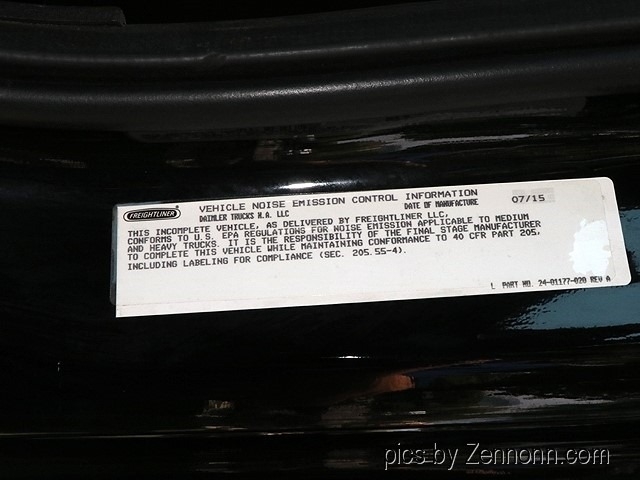 FREIGHTLINER
VEHICLE NOISE EMISSION CONTROL INFORMATION
DAIMLER TRUCKS N.A. LLC
DATE OF MANUFACTURE
07/15
THIS INCOMPLETE VEHICLE, AS DELIVERED BY FREIGHTLINER LLC,
CONFORMS TO U.S. EPA REGULATIONS FOR NOISE EMISSION APPLICABLE TO MEDIUM
AND HEAVY TRUCKS. IT IS THE RESPONSIBILITY OF THE FINAL STAGE MANUFACTURER
TO COMPLETE THIS VEHICLE WHILE MAINTAINING CONFORMANCE TO 40 CFR PART 205,
INCLUDING LABELING FOR COMPLIANCE (SEC. 205.55-4).
L PART NO. 24-01177-020 REV A
pics by Zennonn.com